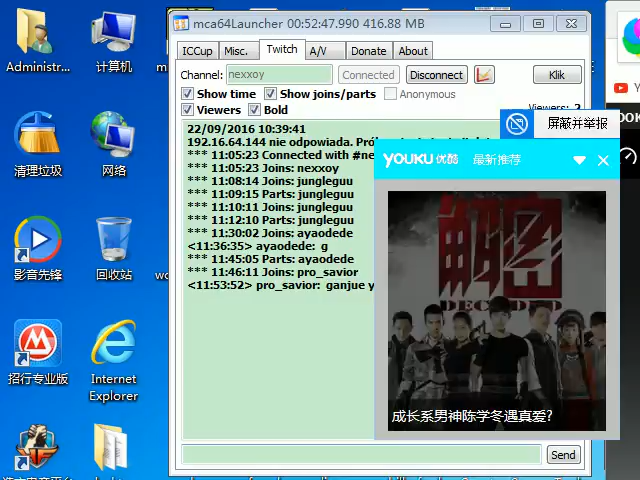 mca64Launcher 00:52:47.990 416.88 MB
Administr...
计算机
ICCup Misc. Twitch A/V Donate About
Channel: nexxoy Connected Disconnect Klik
Show time Show joins/parts Anonymous
Viewers Bold
屏蔽并举报
22/09/2016 10:39:41
192.16.64.144 nie odpowiada.
*** 11:05:23 Connected with
*** 11:05:23 Joins: nexxoy
*** 11:08:14 Joins: jungleguu
*** 11:09:15 Parts: jungleguu
*** 11:10:11 Joins: jungleguu
*** 11:12:10 Parts: jungleguu
*** 11:30:02 Joins: ayaodede
<11:36:35> ayaodede: g
*** 11:45:05 Parts: ayaodede
*** 11:46:11 Joins: pro_savior
<11:53:52> pro_savior: ganjue y
YOUKU 优酷 最新推荐
解密
DECODED
成长系男神陈学冬遇真爱?
清理垃圾
网络
影音先锋
回收站
招行专业版
Internet
Explorer
Send